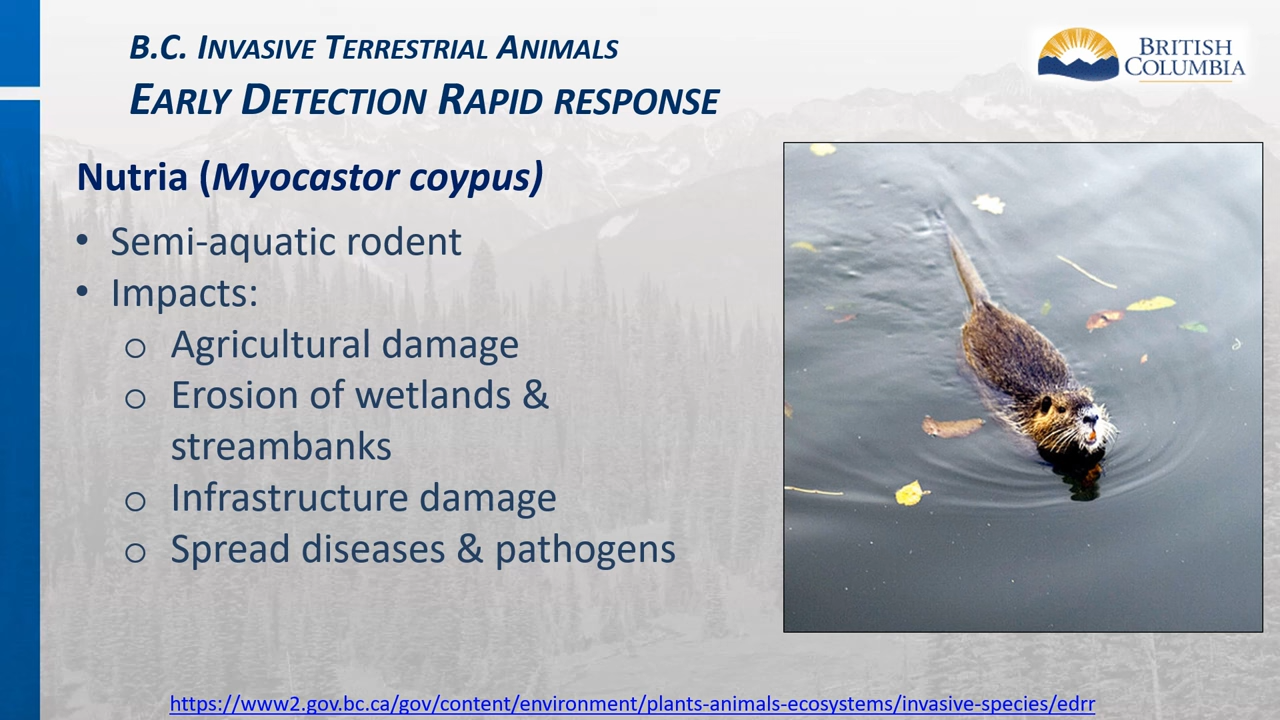 B.C. INVASIVE TERRESTRIAL ANIMALS
EARLY DETECTION RAPID RESPONSE
BRITISH
COLUMBIA
Nutria (Myocastor coypus)
• Semi-aquatic rodent
• Impacts:
o Agricultural damage
o Erosion of wetlands &
streambanks
o Infrastructure damage
o Spread diseases & pathogens
https://www2.gov.bc.ca/gov/content/environment/plants-animals-ecosystems/invasive-species/edrr